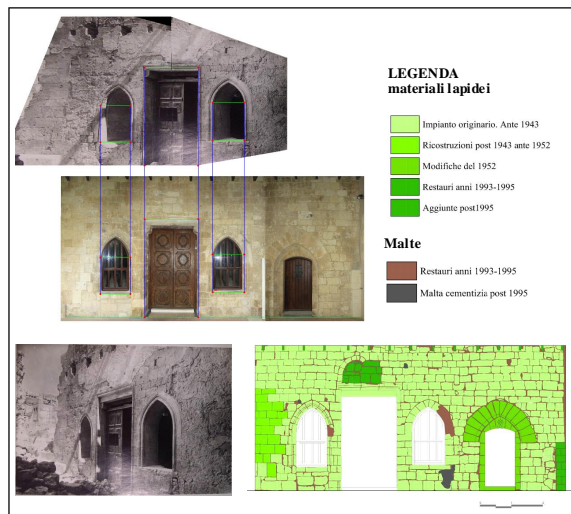 LEGENDA
materiali lapidei
Impianto originario. Ante 1943
Ricostruzioni post 1943 ante 1952
Modifiche del 1952
Restauri anni 1993-1995
Aggiunte post1995
Malte
Restauri anni 1993-1995
Malta cementizia post 1995